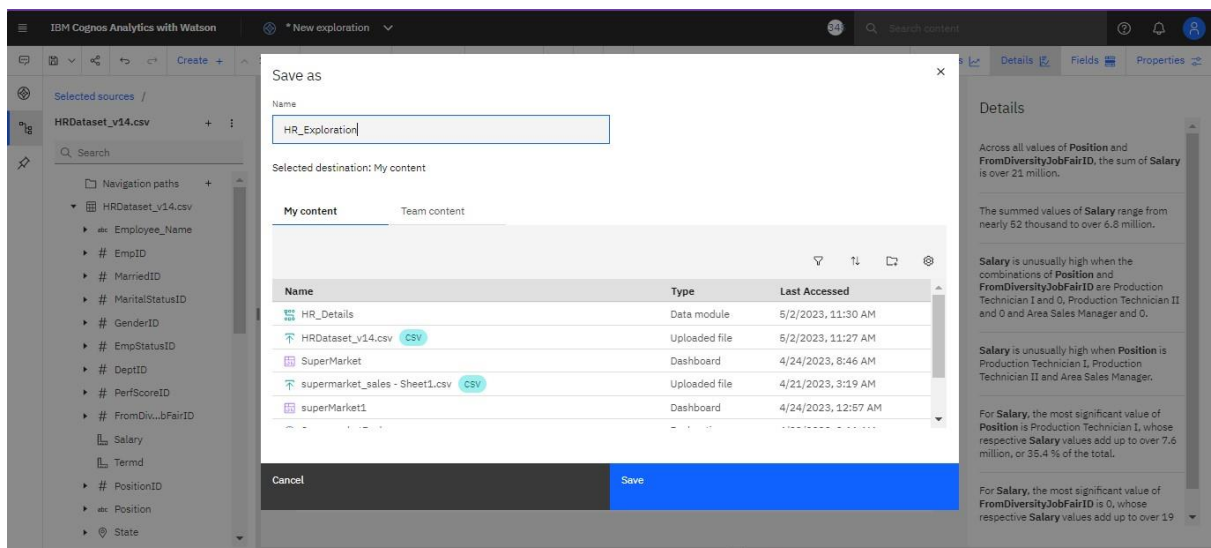 IBM Cognos Analytics with Watson
* New exploration
34
Search content
Create +
Details
Fields
Properties
Selected sources /
HRDataset_v14.csv
Search
Navigation paths +
HRDataset_v14.csv
abc Employee_Name
# EmpID
# MarriedID
# MaritalStatusID
# GenderID
# EmpStatusID
# DeptID
# PerfScoreID
# FromDiv...bFairID
Salary
Termd
# PositionID
abc Position
State
Save as
Name
HR_Exploration
Selected destination: My content
My content Team content
Name Type Last Accessed
HR_Details Data module 5/2/2023, 11:30 AM
HRDataset_v14.csv CSV Uploaded file 5/2/2023, 11:27 AM
SuperMarket Dashboard 4/24/2023, 8:46 AM
supermarket_sales - Sheet1.csv CSV Uploaded file 4/21/2023, 3:19 AM
superMarket1 Dashboard 4/24/2023, 12:57 AM
Cancel
Save
Details
Across all values of Position and
FromDiversityJobFairID, the sum of Salary
is over 21 million.
The summed values of Salary range from
nearly 52 thousand to over 6.8 million.
Salary is unusually high when the
combinations of Position and
FromDiversityJobFairID are Production
Technician I and 0, Production Technician II
and 0 and Area Sales Manager and 0.
Salary is unusually high when Position is
Production Technician I, Production
Technician II and Area Sales Manager.
For Salary, the most significant value of
Position is Production Technician I, whose
respective Salary values add up to over 7.6
million, or 35.4 % of the total.
For Salary, the most significant value of
FromDiversityJobFairID is 0, whose
respective Salary values add up to over 19